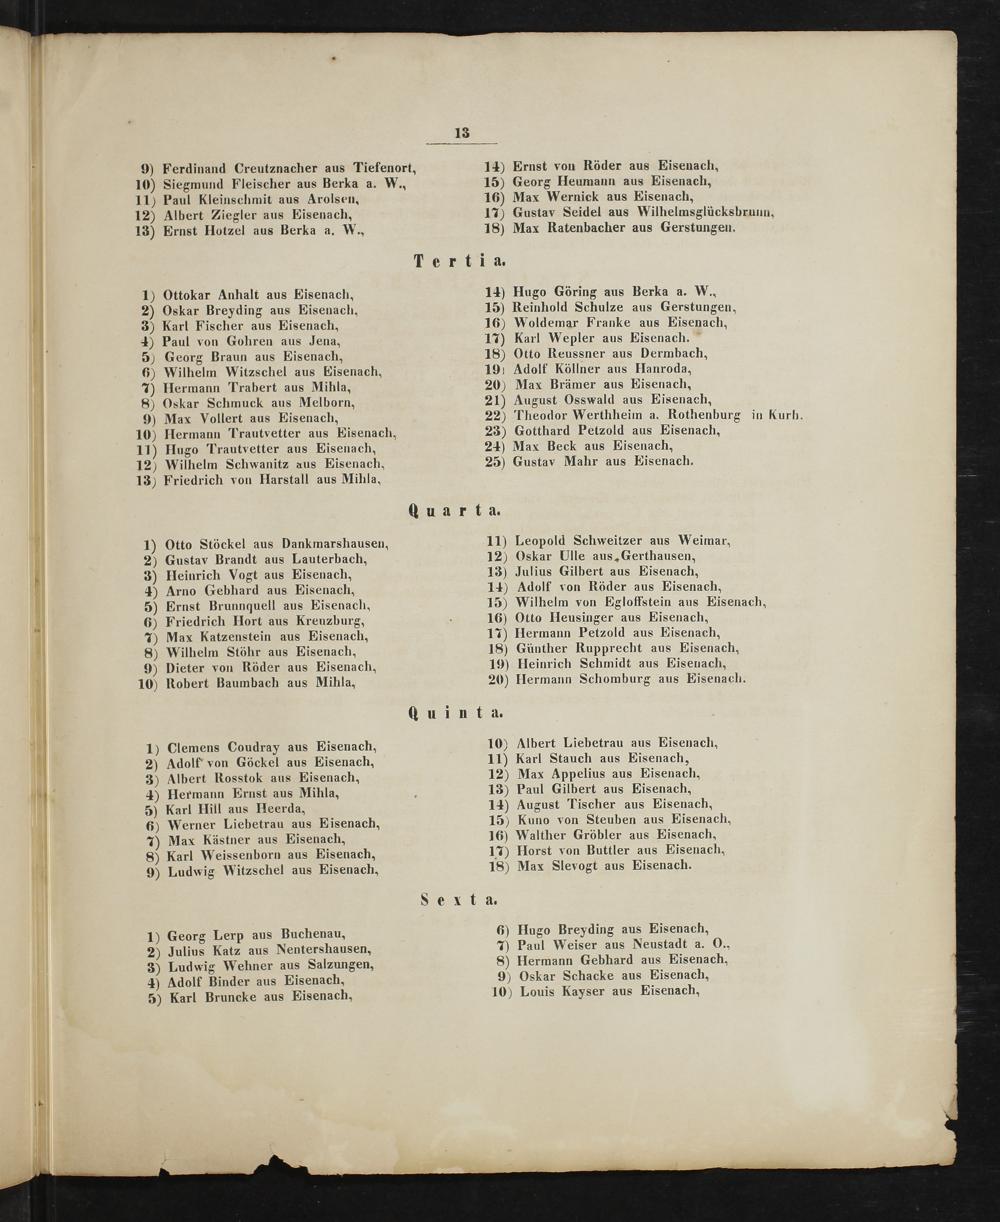 13
9) Ferdinand Creutznacher aus Tiefenort,
10) Siegmund Fleischer aus Berka a. W.,
11) Paul Kleinschmit aus Arolsen,
12) Albert Ziegler aus Eisenach,
13) Ernst Hotzel aus Berka a. W.,
14) Ernst von Röder aus Eisenach,
15) Georg Heumann aus Eisenach,
16) Max Wernick aus Eisenach,
17) Gustav Seidel aus Wilhelmsglücksbrunn,
18) Max Ratenbacher aus Gerstungen.
Tertia.
1) Ottokar Anhalt aus Eisenach,
2) Oskar Breyding aus Eisenach,
3) Karl Fischer aus Eisenach,
4) Paul von Gohren aus Jena,
5) Georg Braun aus Eisenach,
6) Wilhelm Witzschel aus Eisenach,
7) Hermann Trabert aus Mihla,
8) Oskar Schmuck aus Melborn,
9) Max Vollert aus Eisenach,
10) Hermann Trautvetter aus Eisenach,
11) Hugo Trautvetter aus Eisenach,
12) Wilhelm Schwanitz aus Eisenach,
13) Friedrich von Harstall aus Mihla,
14) Hugo Göring aus Berka a. W.,
15) Reinhold Schulze aus Gerstungen,
16) Woldemar Franke aus Eisenach,
17) Karl Wepler aus Eisenach.
18) Otto Reussner aus Dermbach,
19) Adolf Köllner aus Hanroda,
20) Max Brämer aus Eisenach,
21) August Osswald aus Eisenach,
22) Theodor Werthheim a. Rothenburg in Kurh.
23) Gotthard Petzold aus Eisenach,
24) Max Beck aus Eisenach,
25) Gustav Mahr aus Eisenach.
Quarta.
1) Otto Stöckel aus Dankmarshausen,
2) Gustav Brandt aus Lauterbach,
3) Heinrich Vogt aus Eisenach,
4) Arno Gebhard aus Eisenach,
5) Ernst Brunnquell aus Eisenach,
6) Friedrich Hort aus Kreuzburg,
7) Max Katzenstein aus Eisenach,
8) Wilhelm Stöhr aus Eisenach,
9) Dieter von Röder aus Eisenach,
10) Robert Baumbach aus Mihla,
11) Leopold Schweitzer aus Weimar,
12) Oskar Ulle aus Gerthausen,
13) Julius Gilbert aus Eisenach,
14) Adolf von Röder aus Eisenach,
15) Wilhelm von Egloffstein aus Eisenach,
16) Otto Heusinger aus Eisenach,
17) Hermann Petzold aus Eisenach,
18) Günther Rupprecht aus Eisenach,
19) Heinrich Schmidt aus Eisenach,
20) Hermann Schomburg aus Eisenach.
Quinta.
1) Clemens Coudray aus Eisenach,
2) Adolf von Göckel aus Eisenach,
3) Albert Rosstok aus Eisenach,
4) Hermann Ernst aus Mihla,
5) Karl Hill aus Heerda,
6) Werner Liebetrau aus Eisenach,
7) Max Kästner aus Eisenach,
8) Karl Weissenborn aus Eisenach,
9) Ludwig Witzschel aus Eisenach,
10) Albert Liebetrau aus Eisenach,
11) Karl Stauch aus Eisenach,
12) Max Appelius aus Eisenach,
13) Paul Gilbert aus Eisenach,
14) August Tischer aus Eisenach,
15) Kuno von Steuben aus Eisenach,
16) Walther Gröbler aus Eisenach,
17) Horst von Buttler aus Eisenach,
18) Max Slevogt aus Eisenach.
Sexta.
1) Georg Lerp aus Buchenau,
2) Julius Katz aus Nentershausen,
3) Ludwig Wehner aus Salzungen,
4) Adolf Binder aus Eisenach,
5) Karl Bruncke aus Eisenach,
6) Hugo Breyding aus Eisenach,
7) Paul Weiser aus Neustadt a. O.,
8) Hermann Gebhard aus Eisenach,
9) Oskar Schacke aus Eisenach,
10) Louis Kayser aus Eisenach,